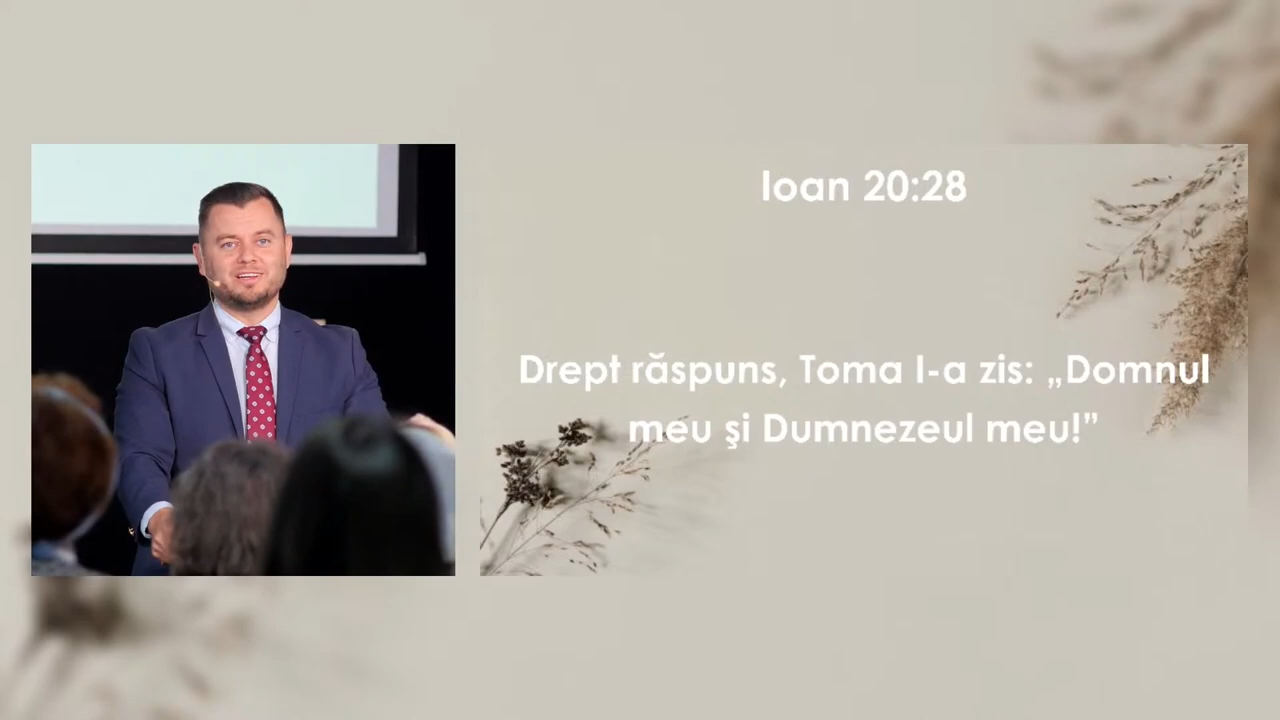 Ioan 20:28
Drept răspuns, Toma I-a zis: „Domnul
meu şi Dumnezeul meu!”